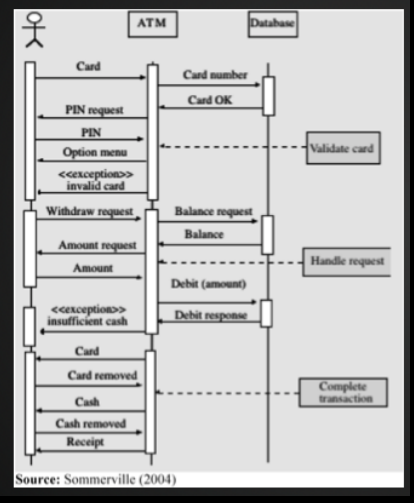 ATM
Database
Card
Card number
Card OK
PIN request
PIN
Option menu
Validate card
<<exception>>
invalid card
Withdraw request
Balance request
Balance
Amount request
Handle request
Amount
Debit (amount)
<<exception>>
insufficient cash
Debit response
Card
Card removed
Complete
transaction
Cash
Cash removed
Receipt
Source: Sommerville (2004)